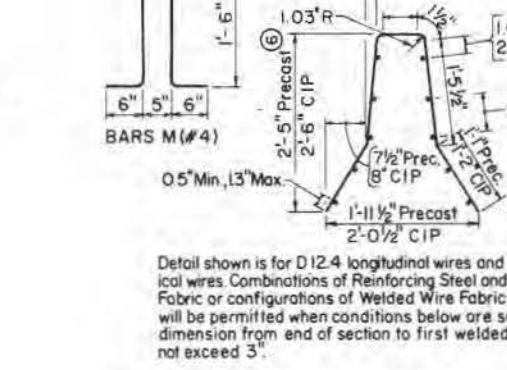 1'-6"
6" 5" 6"
BARS M (#4)
1.03"R
1½"
6
2'-5" Precast
2'-6" CIP
1'-5½"
7½" Prec.
8" CIP
1'-1" Prec.
1'-2" CIP
0.5" Min., 1.3" Max.
1'-11½" Precast
2'-0½" CIP
Detail shown is for D12.4 longitudinal wires and
ical wires. Combinations of Reinforcing Steel and
Fabric or configurations of Welded Wire Fabric
will be permitted when conditions below are s
dimension from end of section to first welded
not exceed 3".